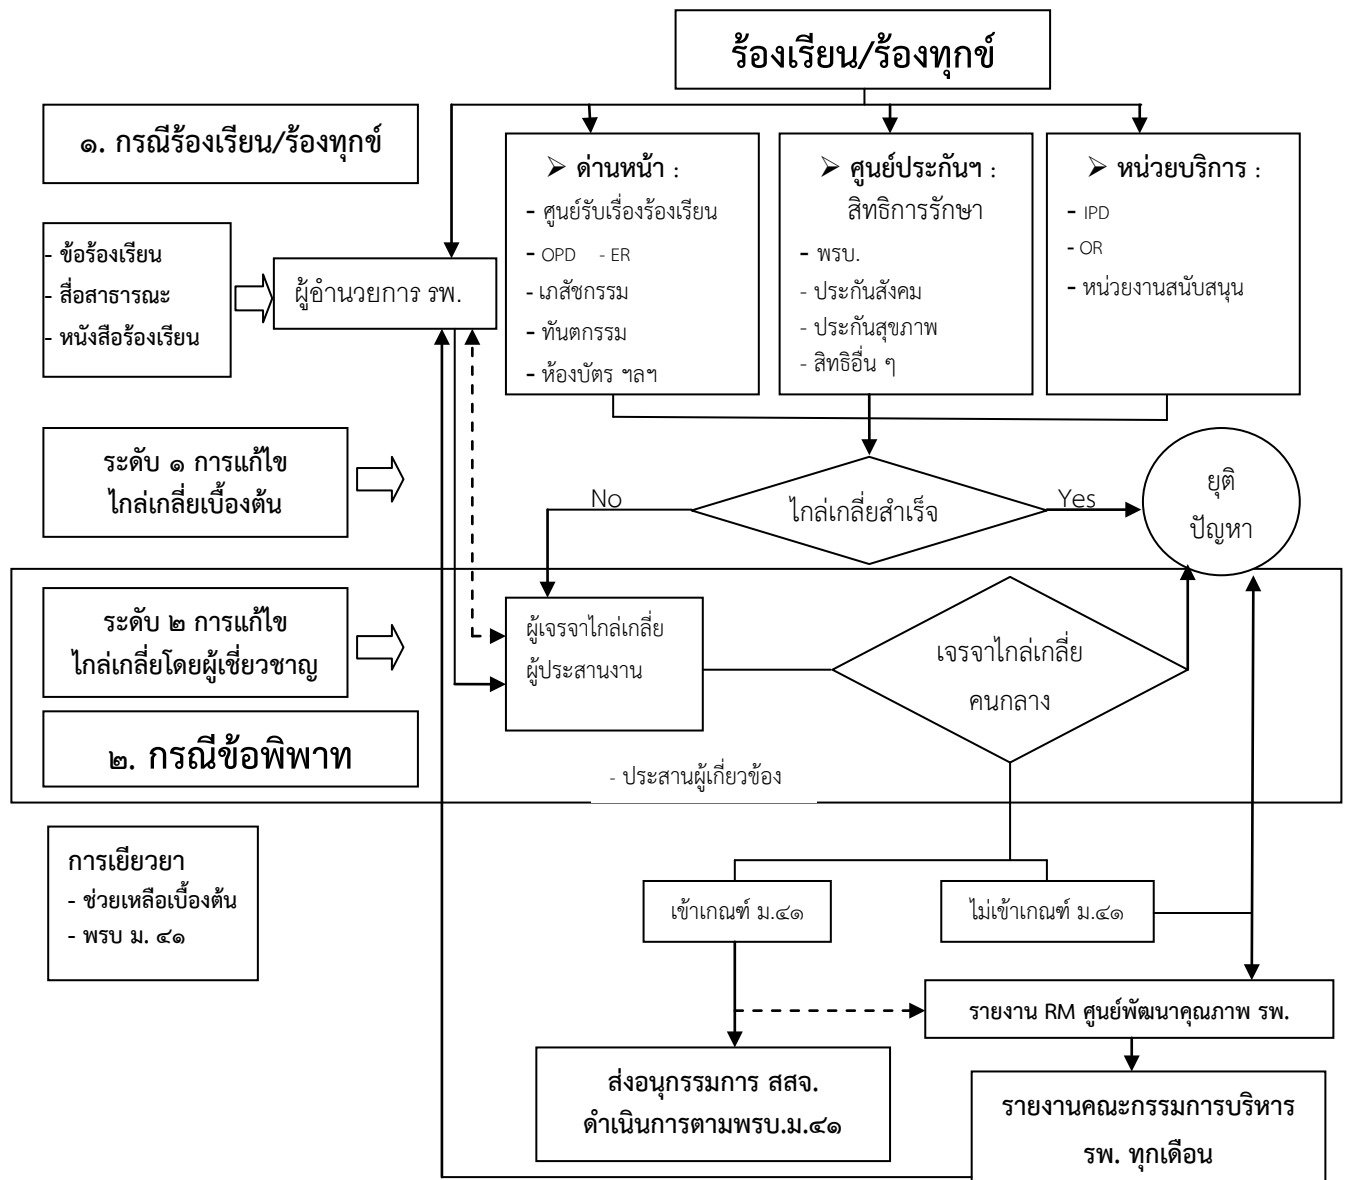 ร้องเรียน/ร้องทุกข์
๑. กรณีร้องเรียน/ร้องทุกข์
➢ ด่านหน้า :
- ศูนย์รับเรื่องร้องเรียน
- OPD - ER
- เภสัชกรรม
- ทันตกรรม
- ห้องบัตร ฯลฯ
➢ ศูนย์ประกันฯ :
สิทธิการรักษา
- พรบ.
- ประกันสังคม
- ประกันสุขภาพ
- สิทธิอื่น ๆ
➢ หน่วยบริการ :
- IPD
- OR
- หน่วยงานสนับสนุน
- ข้อร้องเรียน
- สื่อสาธารณะ
- หนังสือร้องเรียน
ผู้อำนวยการ รพ.
ระดับ ๑ การแก้ไข
ไกล่เกลี่ยเบื้องต้น
No
ไกล่เกลี่ยสำเร็จ
Yes
ยุติ
ปัญหา
ระดับ ๒ การแก้ไข
ไกล่เกลี่ยโดยผู้เชี่ยวชาญ
ผู้เจรจาไกล่เกลี่ย
ผู้ประสานงาน
เจรจาไกล่เกลี่ย
คนกลาง
๒. กรณีข้อพิพาท
- ประสานผู้เกี่ยวข้อง
การเยียวยา
- ช่วยเหลือเบื้องต้น
- พรบ ม. ๔๑
เข้าเกณฑ์ ม.๔๑
ไม่เข้าเกณฑ์ ม.๔๑
รายงาน RM ศูนย์พัฒนาคุณภาพ รพ.
ส่งอนุกรรมการ สสจ.
ดำเนินการตามพรบ.ม.๔๑
รายงานคณะกรรมการบริหาร
รพ. ทุกเดือน